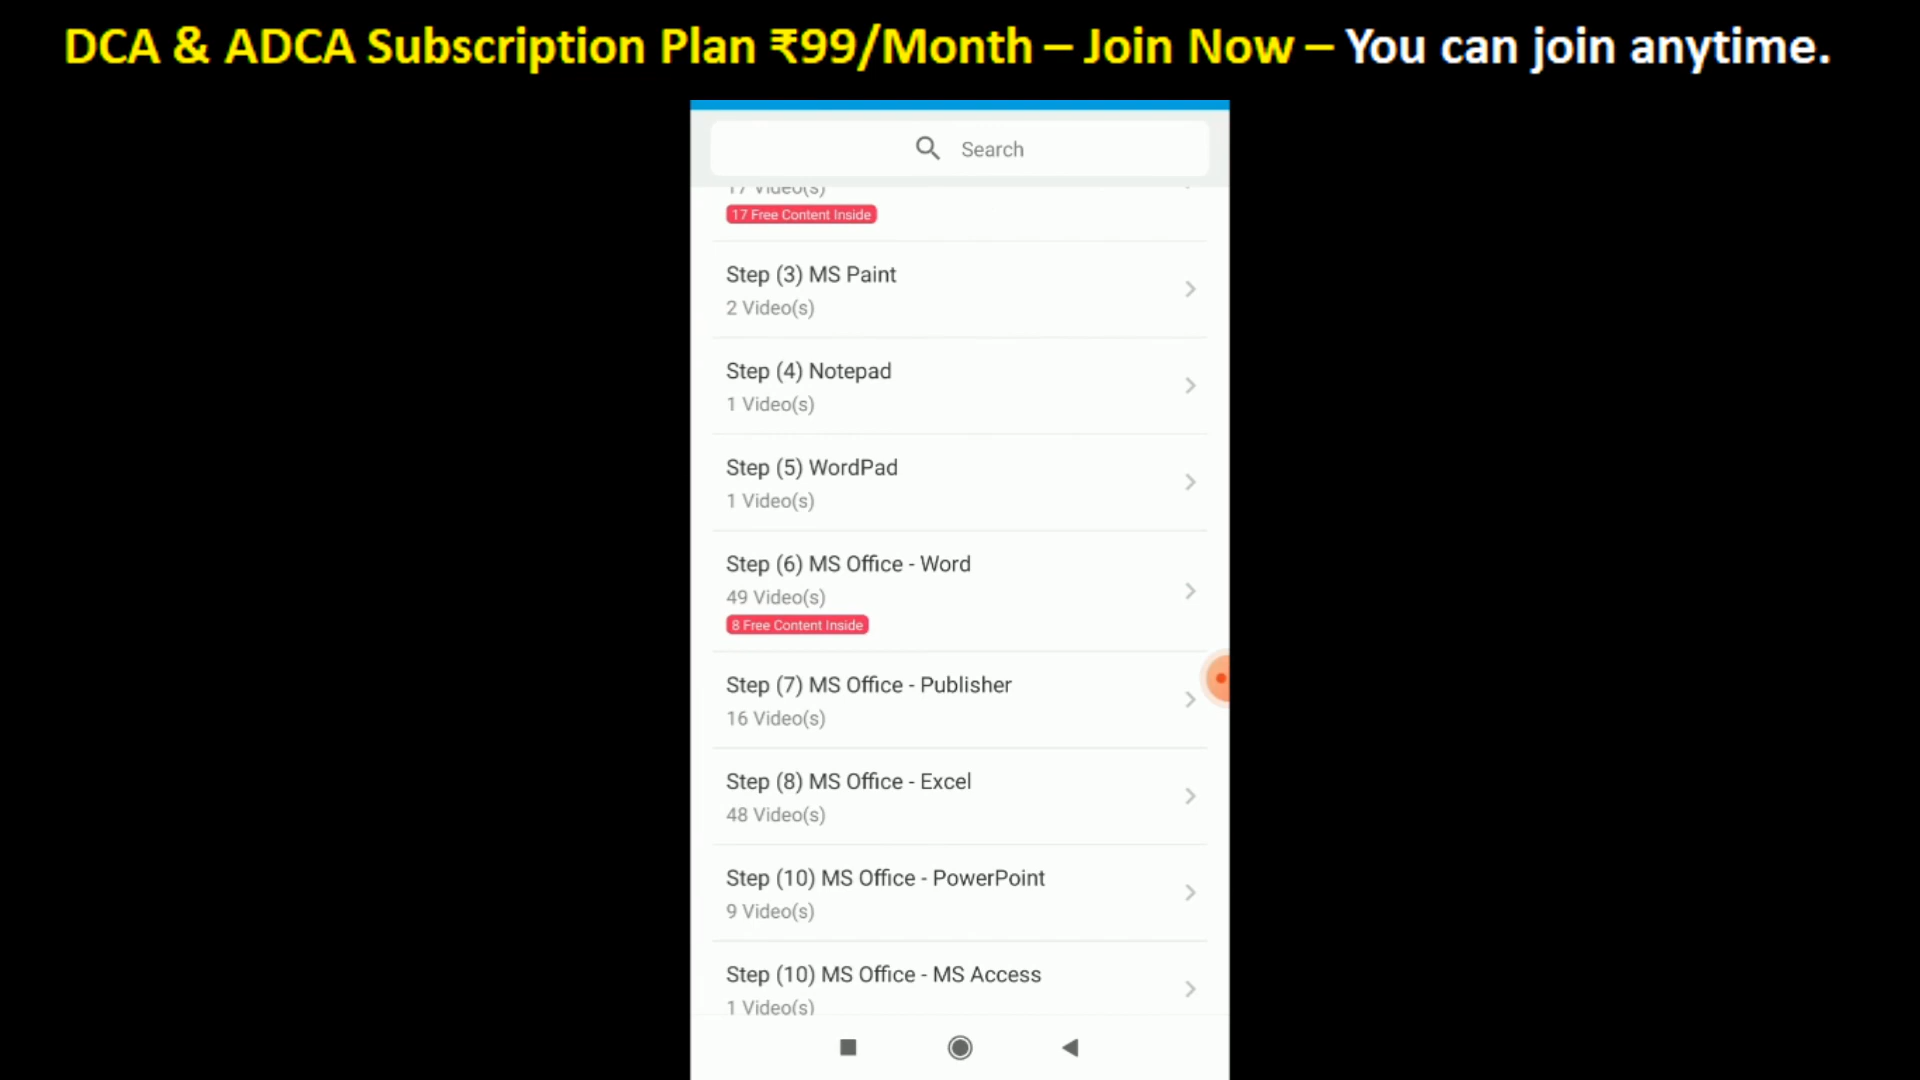 DCA & ADCA Subscription Plan ₹99/Month – Join Now – You can join anytime.
Search
17 Video(s)
17 Free Content Inside
Step (3) MS Paint
2 Video(s)
Step (4) Notepad
1 Video(s)
Step (5) WordPad
1 Video(s)
Step (6) MS Office - Word
49 Video(s)
8 Free Content Inside
Step (7) MS Office - Publisher
16 Video(s)
Step (8) MS Office - Excel
48 Video(s)
Step (10) MS Office - PowerPoint
9 Video(s)
Step (10) MS Office - MS Access
1 Video(s)